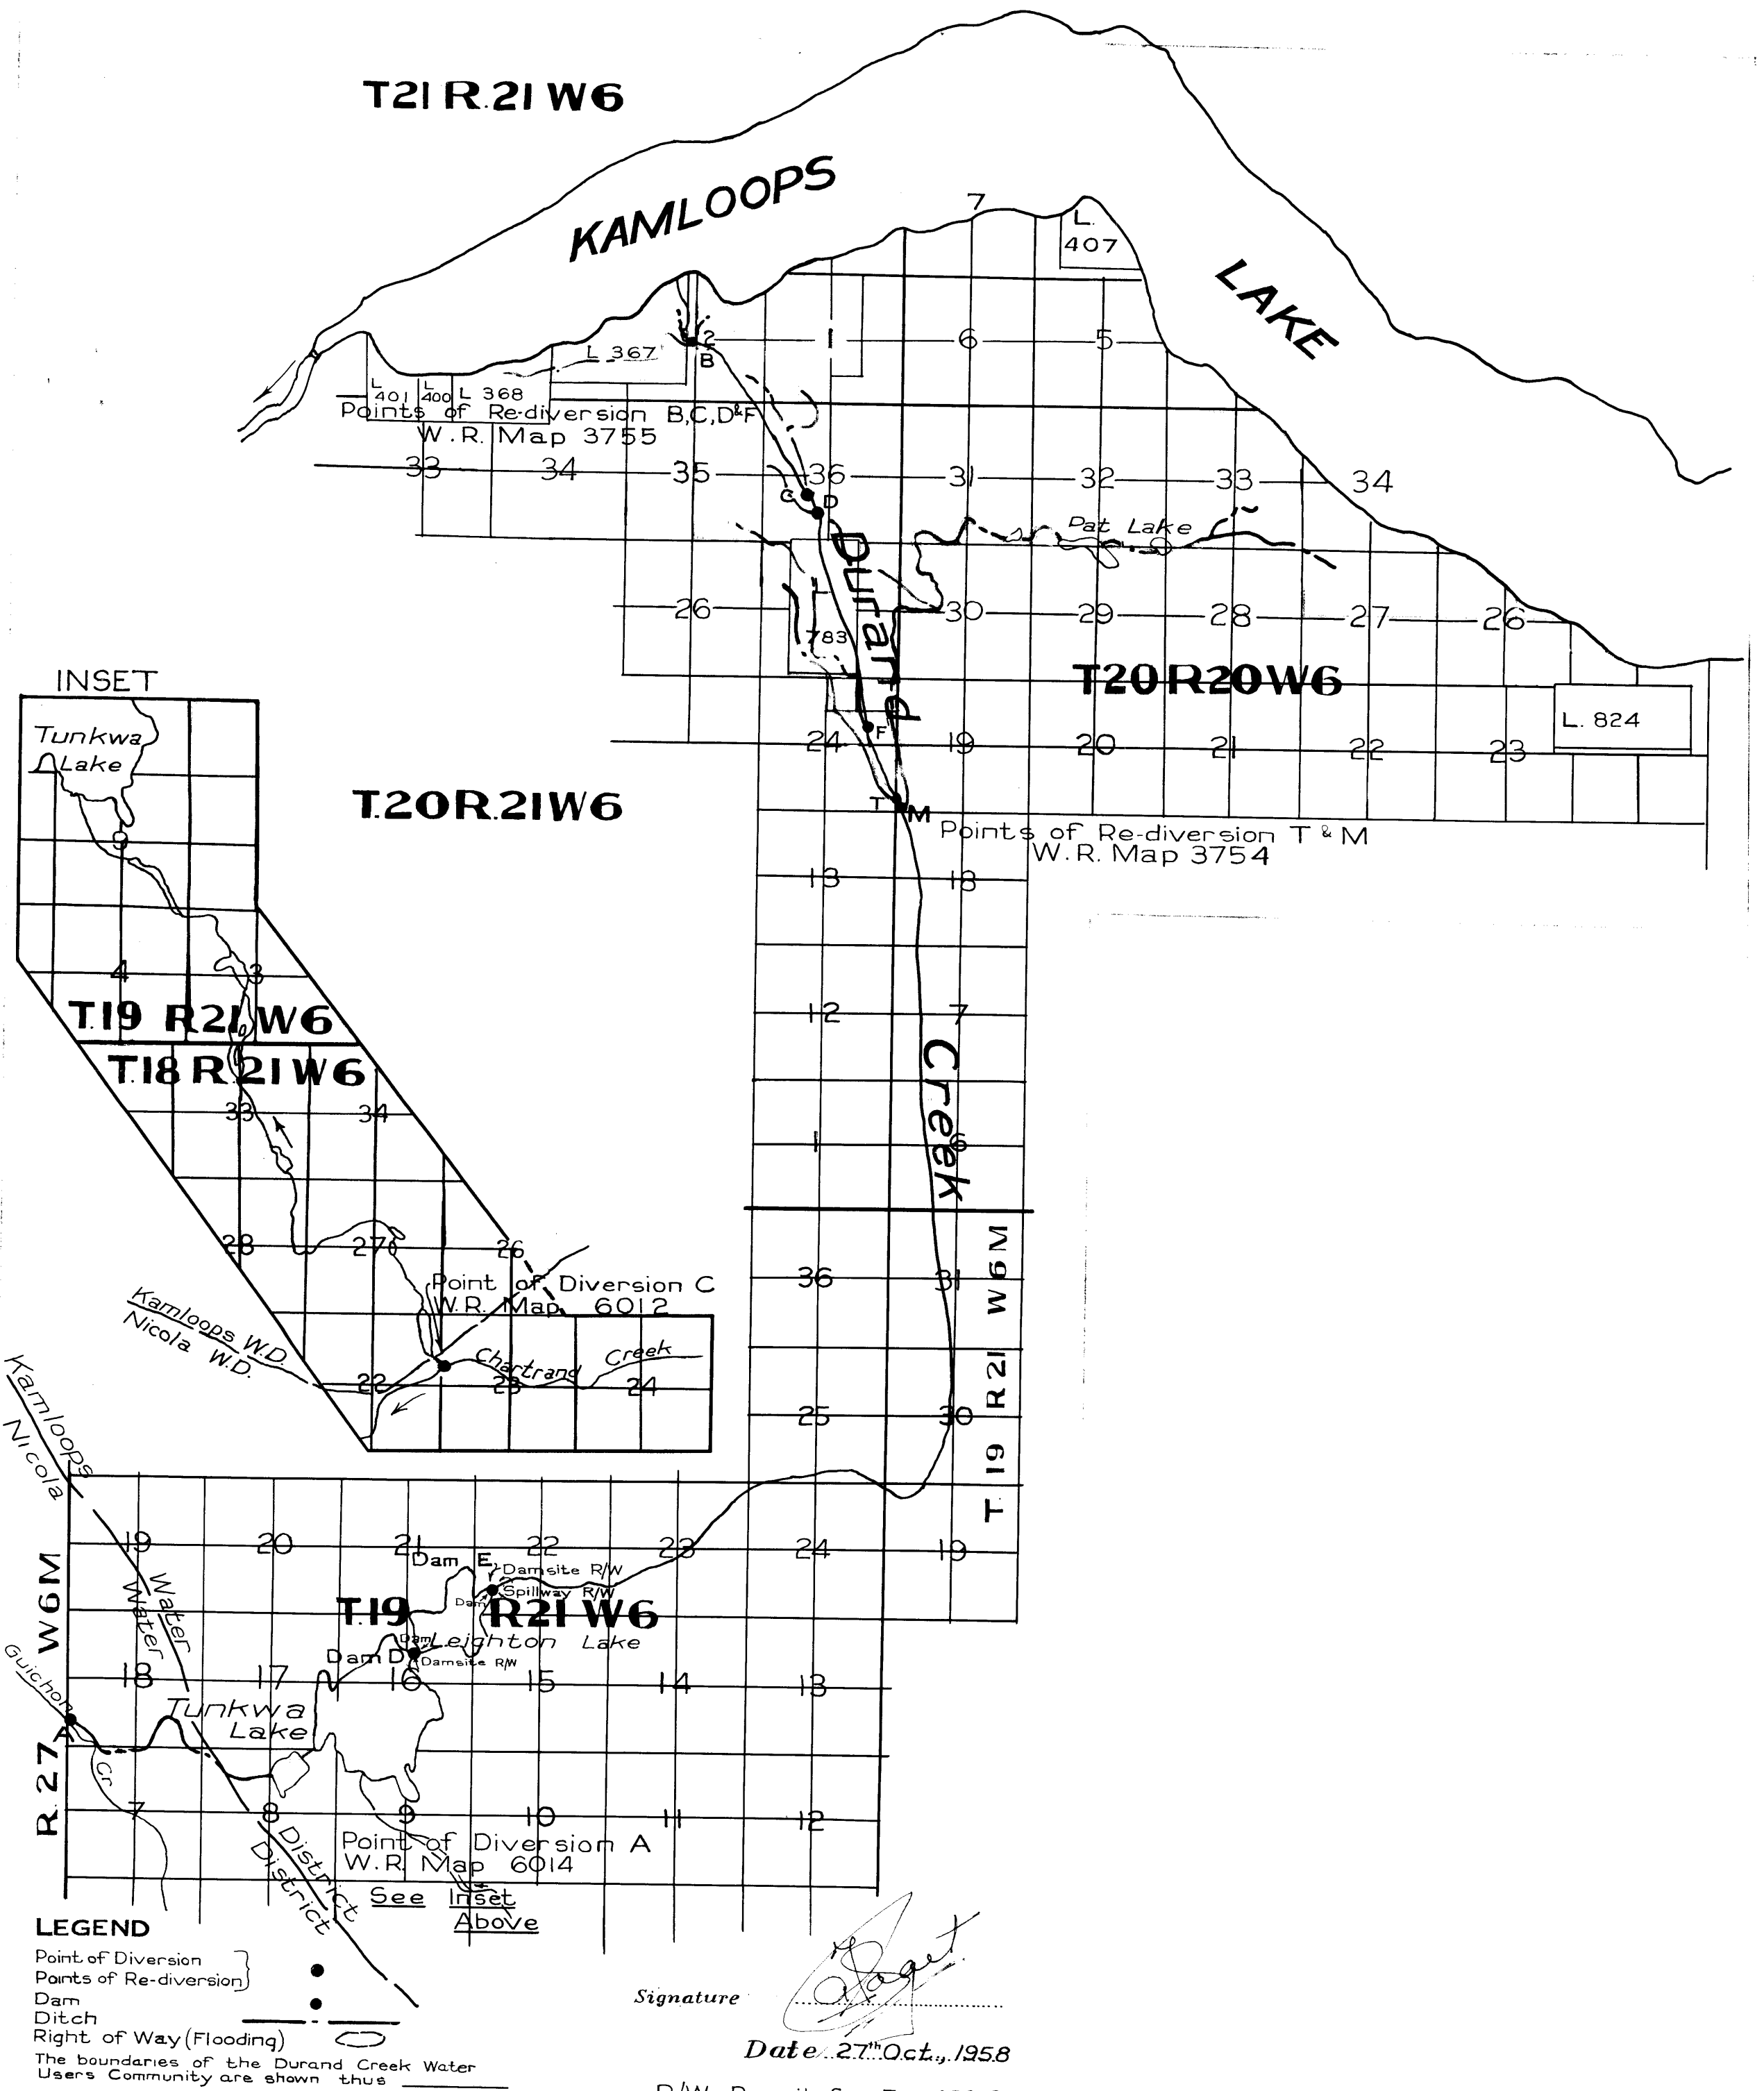 T21 R.21 W6
KAMLOOPS
LAKE
7
L.
407
2
B
1
6
5
L 367
L
401
L
400
L 368
Points of Re-diversion B,C,D&F
W.R. Map 3755
33
34
35
36
31
32
33
34
C
D
Pat Lake
Durand
26
783
30
29
28
27
26
T20 R20 W6
L. 824
24
F
19
20
21
22
23
T
M
Points of Re-diversion T & M
W.R. Map 3754
T.20 R.21 W6
13
18
12
7
Creek
1
6
36
31
25
30
T. 19 R 21 W 6 M
INSET
Tunkwa
Lake
9
4
3
T.19 R.21 W6
T.18 R.21 W6
33
34
28
27
26
Point of Diversion C
W.R. Map 6012
Kamloops W.D.
Nicola W.D.
Chartrand Creek
22
23
24
Kamloops
Nicola
19
20
21
22
23
24
19
Dam E
Damsite R/W
Spillway R/W
Dam
Water
Water
T.19 R21 W6
Dam
Leighton Lake
Dam D
Damsite R/W
18
17
16
15
14
13
R. 27 W6M
Guichon
Cr
A
Tunkwa
Lake
7
8
9
10
11
12
District
District
Point of Diversion A
W.R. Map 6014
See Inset
Above
LEGEND
Point of Diversion
Points of Re-diversion
Dam
Ditch
Right of Way (Flooding)
The boundaries of the Durand Creek Water
Users Community are shown thus
Signature
Date 27th Oct., 1958